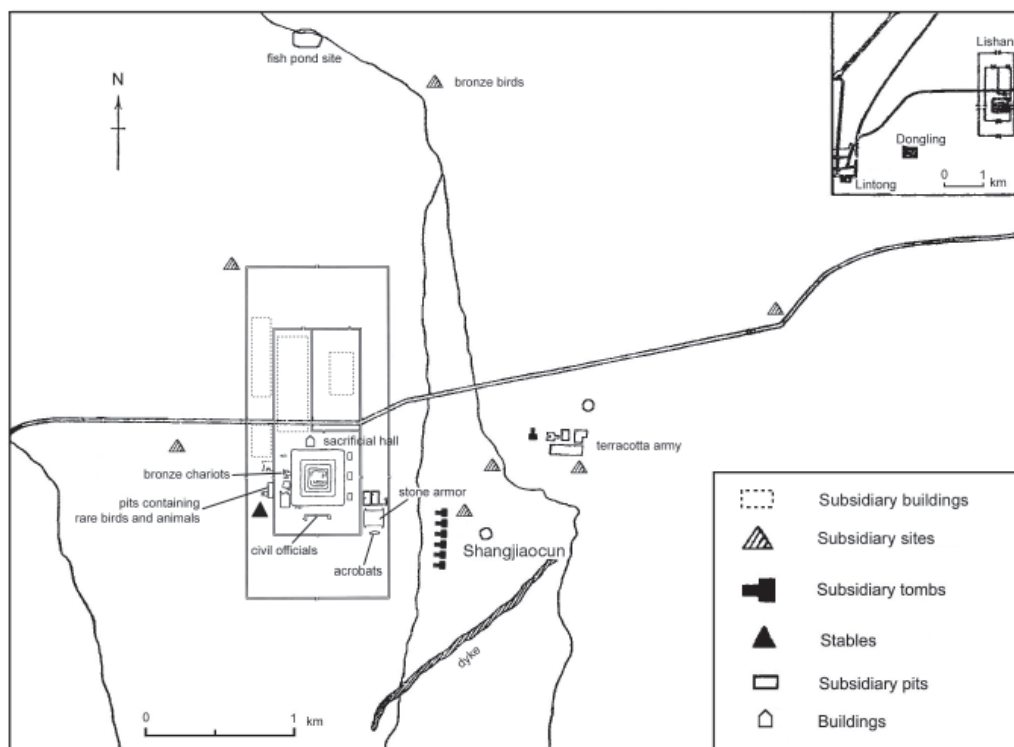 fish pond site
N
bronze birds
Lishan
Dongling
Lintong
0 1
km
sacrificial hall
terracotta army
bronze chariots
stone armor
pits containing
rare birds and animals
civil officials
Shangjiaocun
acrobats
dyke
0 1
km
Subsidiary buildings
Subsidiary sites
Subsidiary tombs
Stables
Subsidiary pits
Buildings